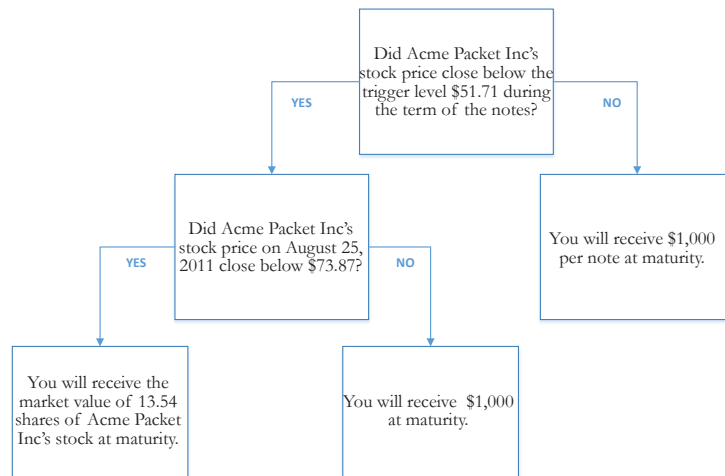 Did Acme Packet Inc's
stock price close below the
trigger level $51.71 during
the term of the notes?
YES
NO
Did Acme Packet Inc's
stock price on August 25,
2011 close below $73.87?
You will receive $1,000
per note at maturity.
YES
NO
You will receive the
market value of 13.54
shares of Acme Packet
Inc's stock at maturity.
You will receive $1,000
at maturity.